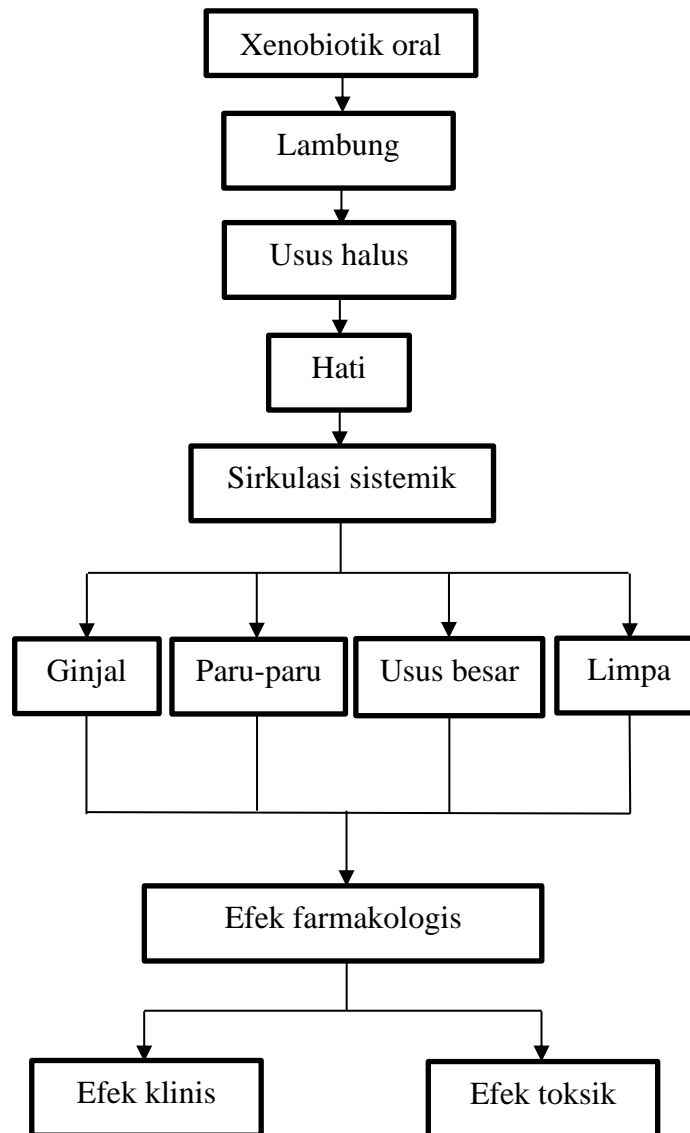 Xenobiotik oral
Lambung
Usus halus
Hati
Sirkulasi sistemik
Ginjal
Paru-paru
Usus besar
Limpa
Efek farmakologis
Efek klinis
Efek toksik